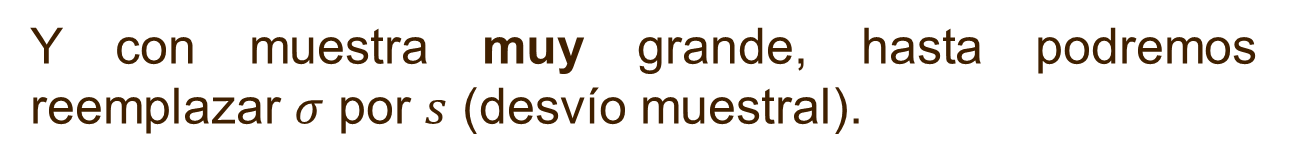 Y con muestra muy grande, hasta podremos
reemplazar σ por s (desvío muestral).